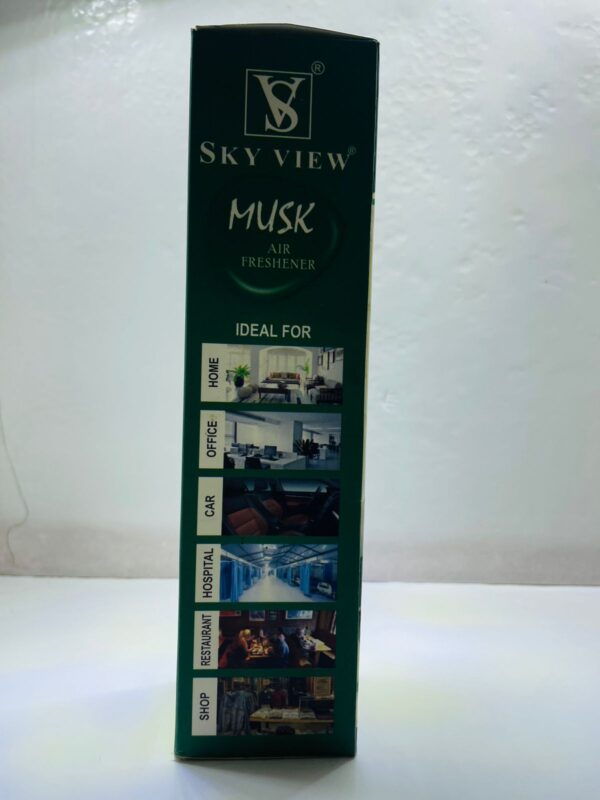 VS®
SKY VIEW®
MUSK
AIR
FRESHENER
IDEAL FOR
HOME
OFFICE
CAR
HOSPITAL
RESTAURANT
SHOP